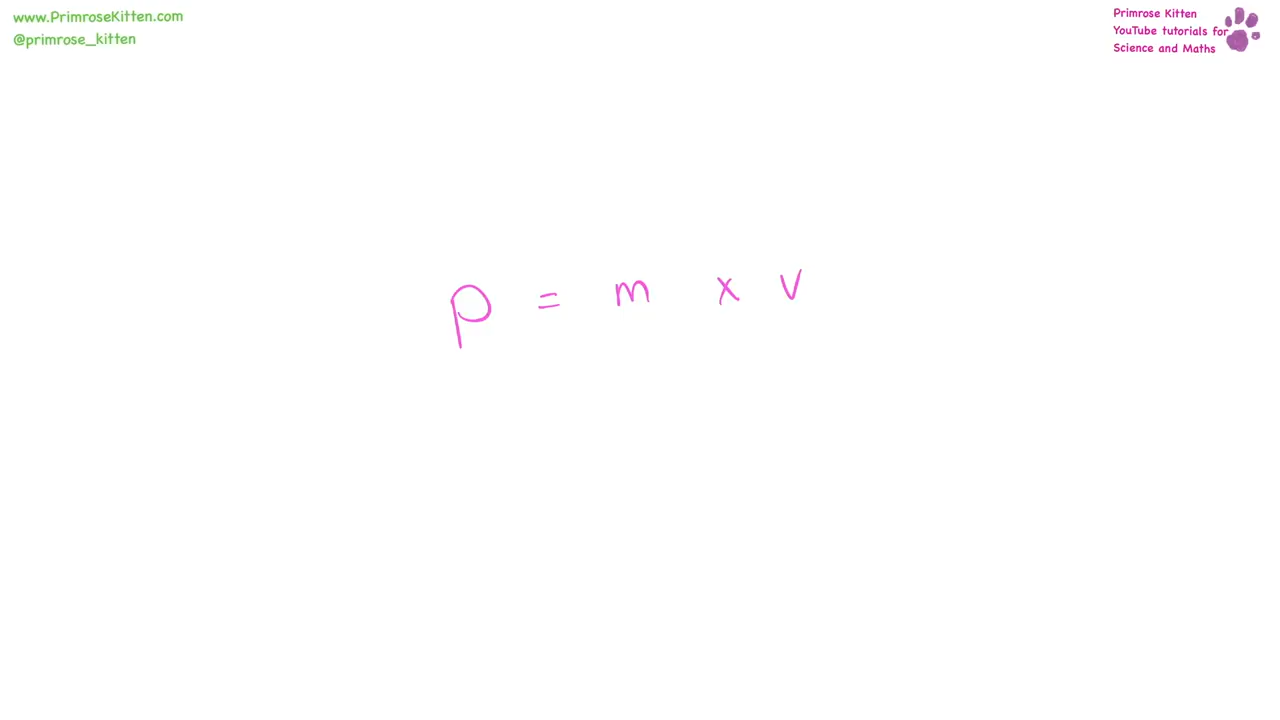 www.PrimroseKitten.com
@primrose_kitten
Primrose Kitten
YouTube tutorials for
Science and Maths
p = m x v